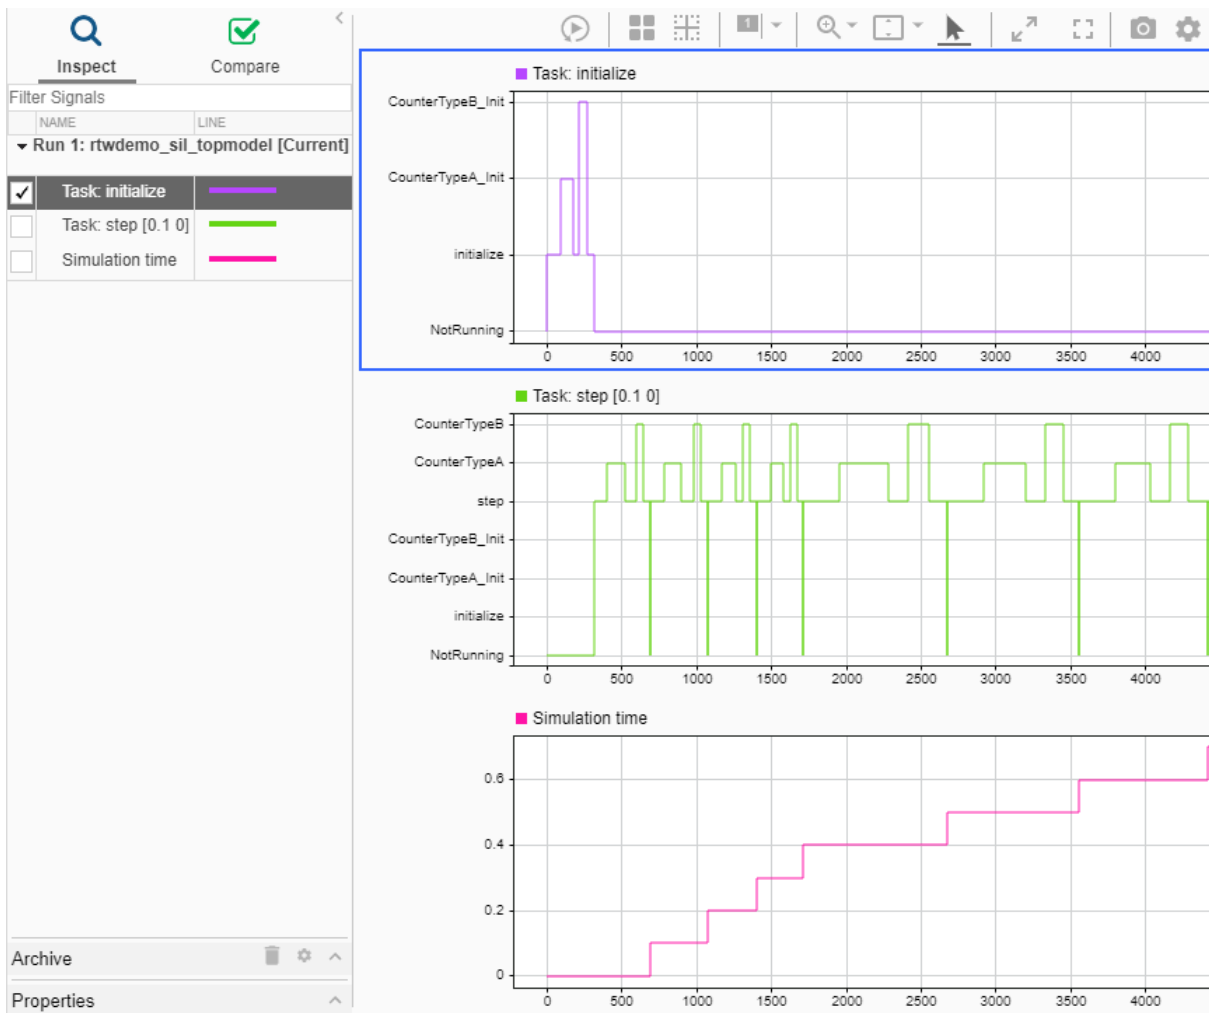 Inspect Compare
Filter Signals
NAME LINE
Run 1: rtwdemo_sil_topmodel [Current]
Task: initialize
Task: step [0.1 0]
Simulation time
Archive
Properties
1
Task: initialize
CounterTypeB_Init
CounterTypeA_Init
initialize
NotRunning
0 500 1000 1500 2000 2500 3000 3500 4000
Task: step [0.1 0]
CounterTypeB
CounterTypeA
step
CounterTypeB_Init
CounterTypeA_Init
initialize
NotRunning
0 500 1000 1500 2000 2500 3000 3500 4000
Simulation time
0.6
0.4
0.2
0
0 500 1000 1500 2000 2500 3000 3500 4000